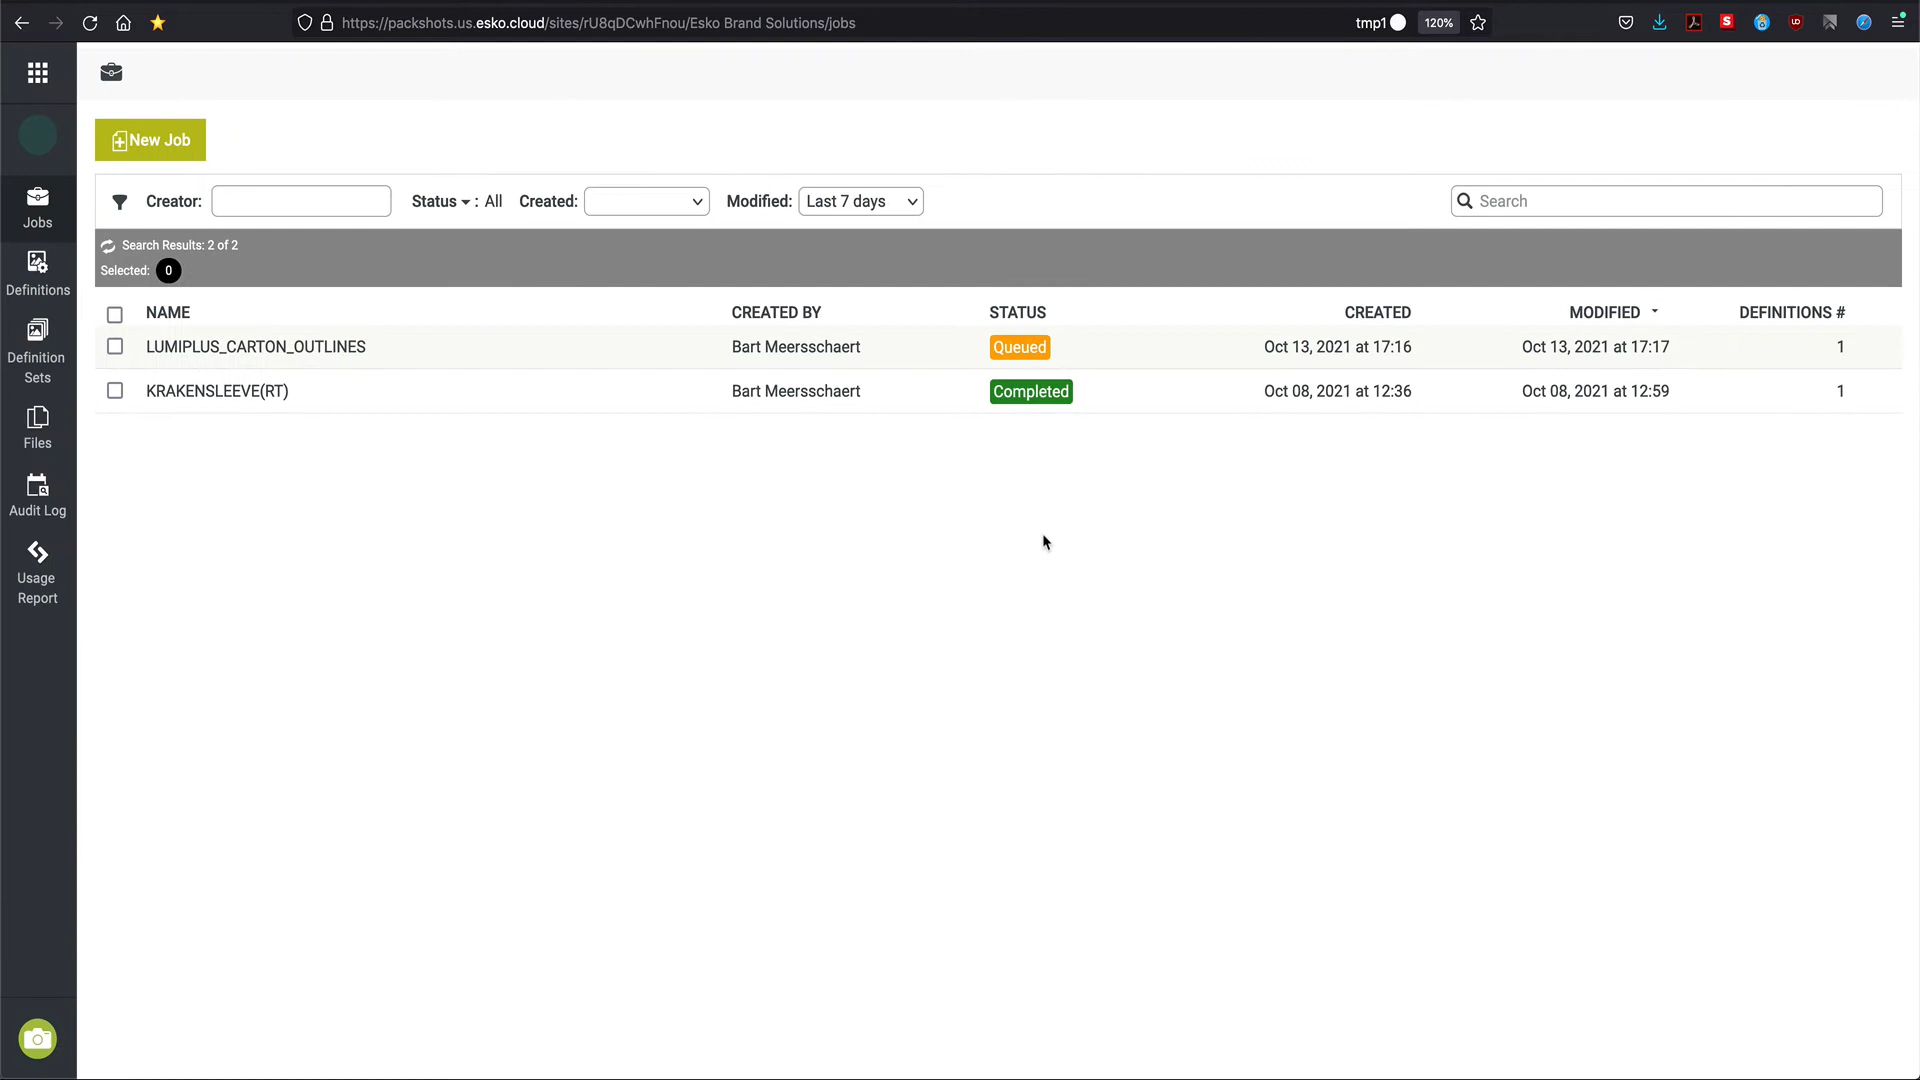 https://packshots.us.esko.cloud/sites/rU8qDCwhFnou/Esko Brand Solutions/jobs
tmp1
120%
New Job
Creator:
Status : All
Created:
Modified: Last 7 days
Search
Search Results: 2 of 2
Selected: 0
NAME CREATED BY STATUS CREATED MODIFIED DEFINITIONS #
LUMIPLUS_CARTON_OUTLINES Bart Meersschaert Queued Oct 13, 2021 at 17:16 Oct 13, 2021 at 17:17 1
KRAKENSLEEVE(RT) Bart Meersschaert Completed Oct 08, 2021 at 12:36 Oct 08, 2021 at 12:59 1
Jobs
Definitions
Definition
Sets
Files
Audit Log
Usage
Report